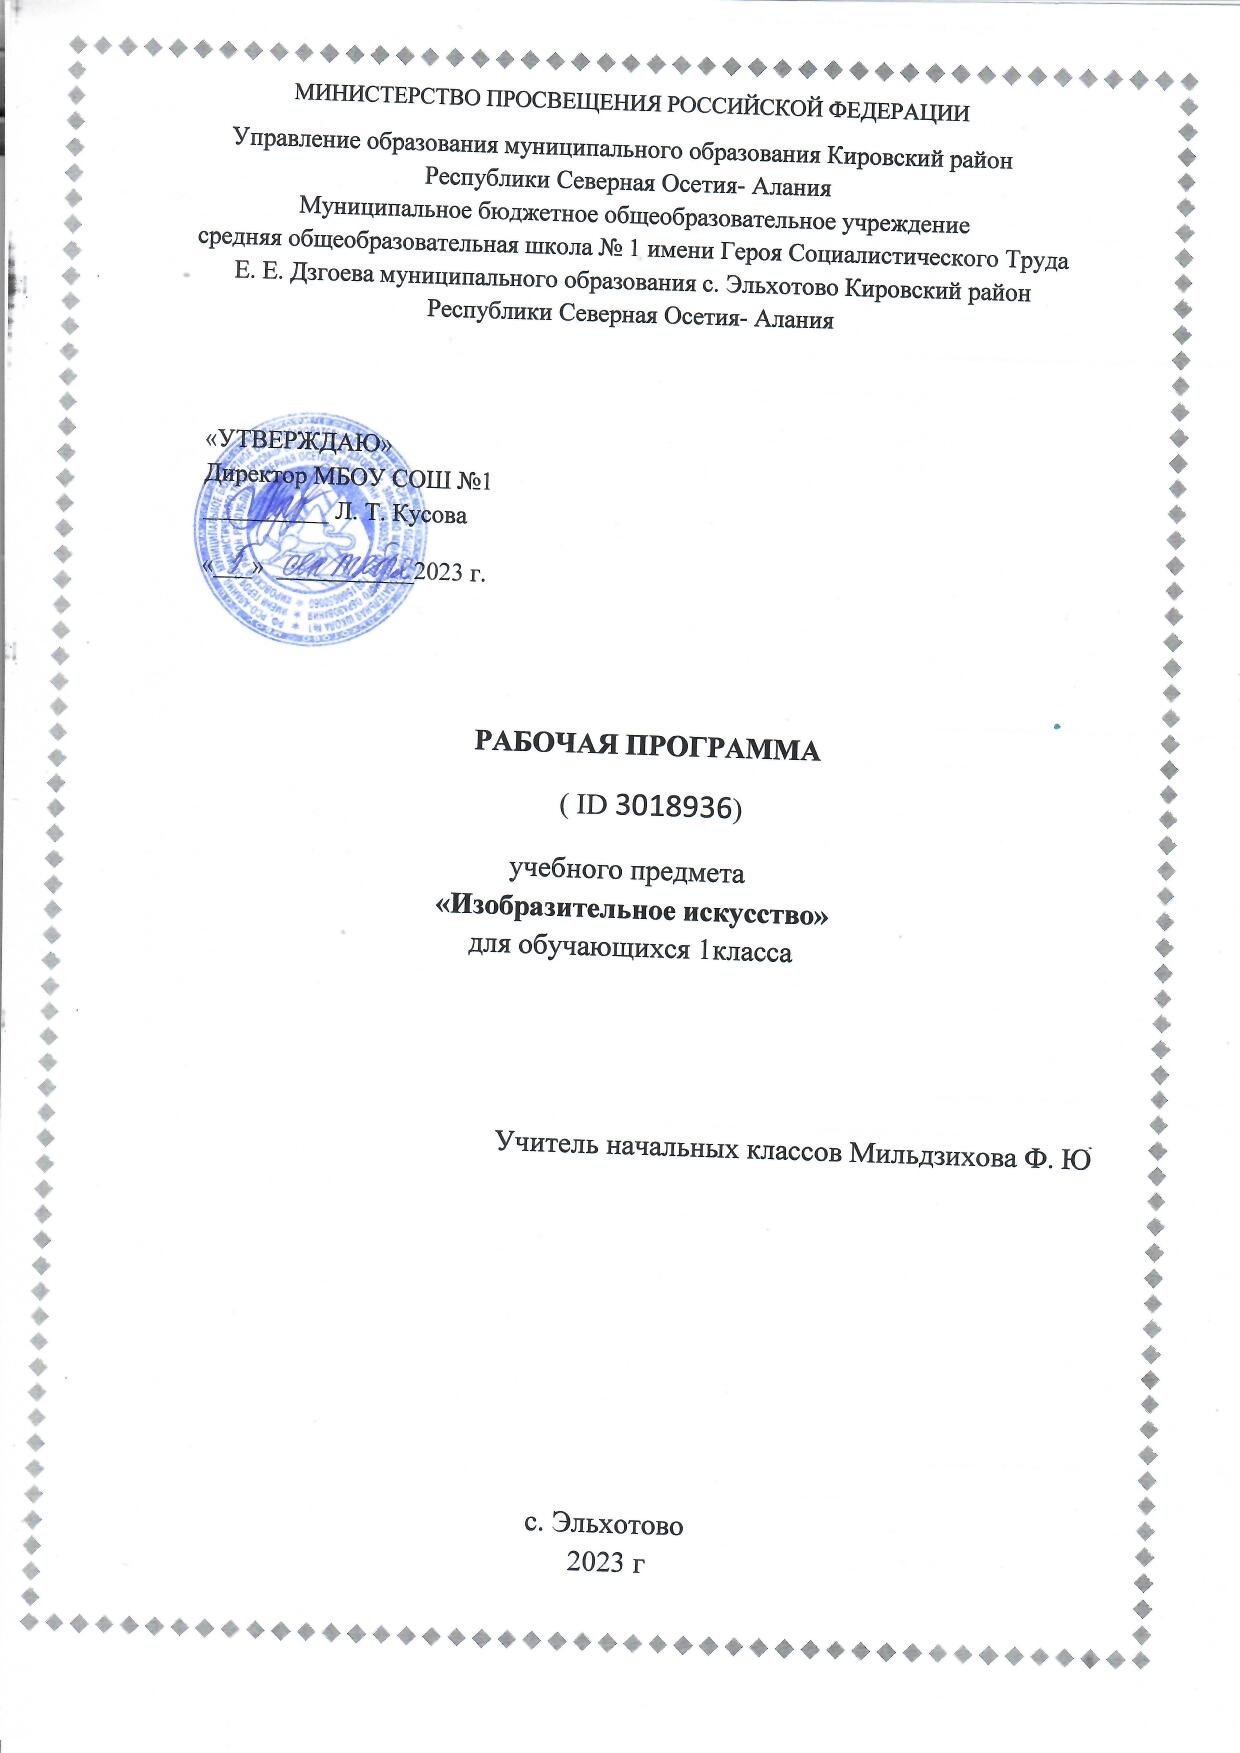 МИНИСТЕРСТВО ПРОСВЕЩЕНИЯ РОССИЙСКОЙ ФЕДЕРАЦИИ
Управление образования муниципального образования Кировский район
Республики Северная Осетия- Алания
Муниципальное бюджетное общеобразовательное учреждение
средняя общеобразовательная школа № 1 имени Героя Социалистического Труда
Е. Е. Дзгоева муниципального образования с. Эльхотово Кировский район
Республики Северная Осетия- Алания
«УТВЕРЖДАЮ»
Директор МБОУ СОШ №1
__________ Л. Т. Кусова
«___» сентября 2023 г.
РАБОЧАЯ ПРОГРАММА
( ID 3018936)
учебного предмета
«Изобразительное искусство»
для обучающихся 1класса
Учитель начальных классов Мильдзихова Ф. Ю
с. Эльхотово
2023 г